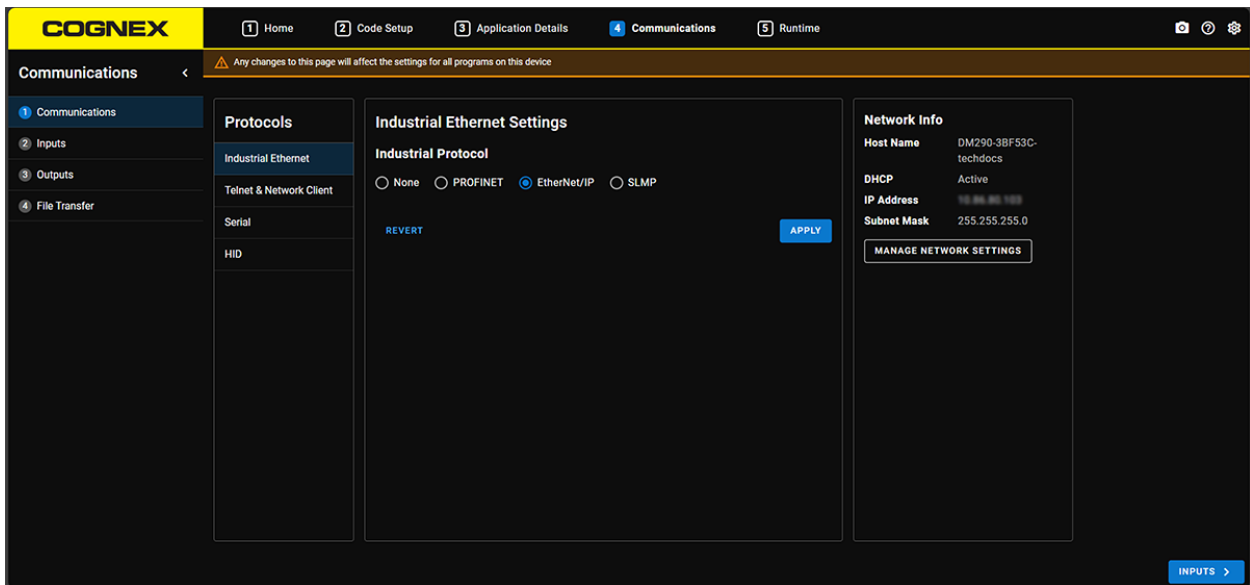 COGNEX
1 Home
2 Code Setup
3 Application Details
4 Communications
5 Runtime
Communications
Any changes to this page will affect the settings for all programs on this device
1 Communications
2 Inputs
3 Outputs
4 File Transfer
Protocols
Industrial Ethernet
Telnet & Network Client
Serial
HID
Industrial Ethernet Settings
Industrial Protocol
None PROFINET EtherNet/IP SLMP
REVERT APPLY
Network Info
Host Name DM290-3BF53C-
techdocs
DHCP Active
IP Address
Subnet Mask 255.255.255.0
MANAGE NETWORK SETTINGS
INPUTS